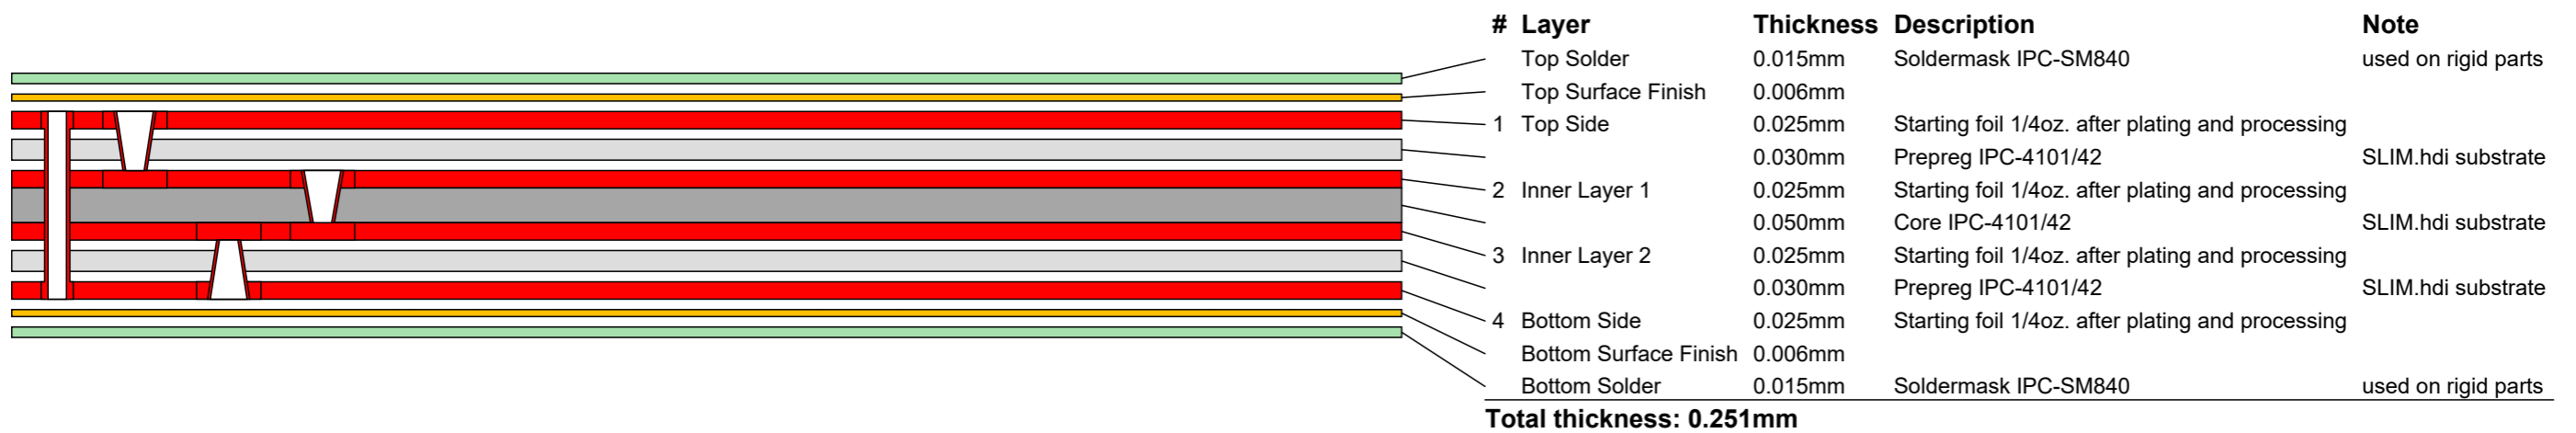 # Layer Thickness Description Note
Top Solder 0.015mm Soldermask IPC-SM840 used on rigid parts
Top Surface Finish 0.006mm
1 Top Side 0.025mm Starting foil 1/4oz. after plating and processing
0.030mm Prepreg IPC-4101/42 SLIM.hdi substrate
2 Inner Layer 1 0.025mm Starting foil 1/4oz. after plating and processing
0.050mm Core IPC-4101/42 SLIM.hdi substrate
3 Inner Layer 2 0.025mm Starting foil 1/4oz. after plating and processing
0.030mm Prepreg IPC-4101/42 SLIM.hdi substrate
4 Bottom Side 0.025mm Starting foil 1/4oz. after plating and processing
Bottom Surface Finish 0.006mm
Bottom Solder 0.015mm Soldermask IPC-SM840 used on rigid parts
Total thickness: 0.251mm